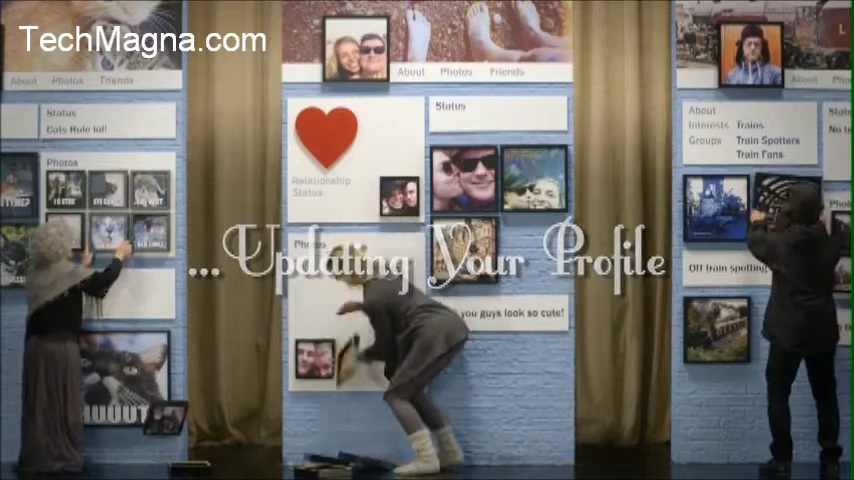 TechMagna.com
About Photos Friends
Status
Cats Rule lol!
Photos
About Photos Friends
Status
Relationship
Status
Photos
you guys look so cute!
...Updating Your Profile
About Photos
About
Interests Trains
Groups Train Spotters
Train Fans
Off train spotting